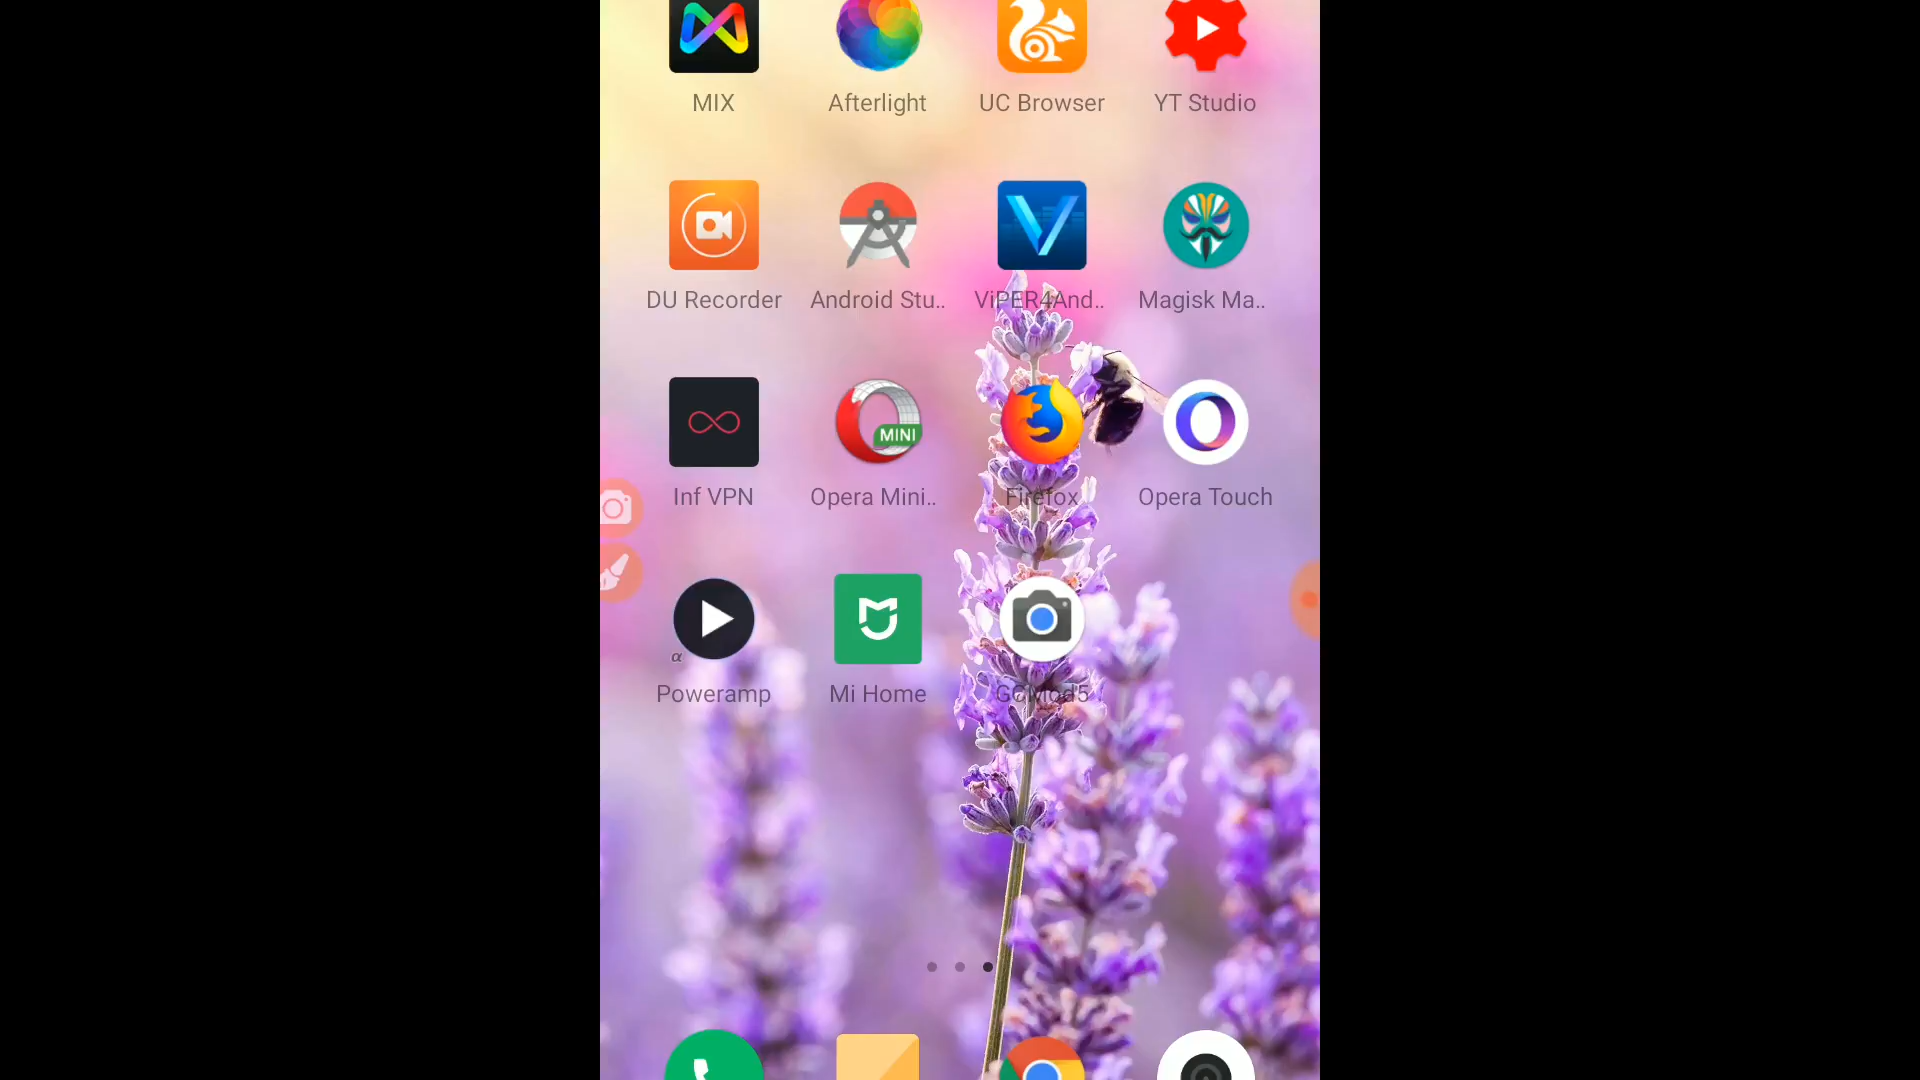 MIX
Afterlight
UC Browser
YT Studio
DU Recorder
Android Stu..
ViPER4And..
Magisk Ma..
MINI
Inf VPN
Opera Mini..
Firefox
Opera Touch
α
Poweramp
Mi Home
GCMod5